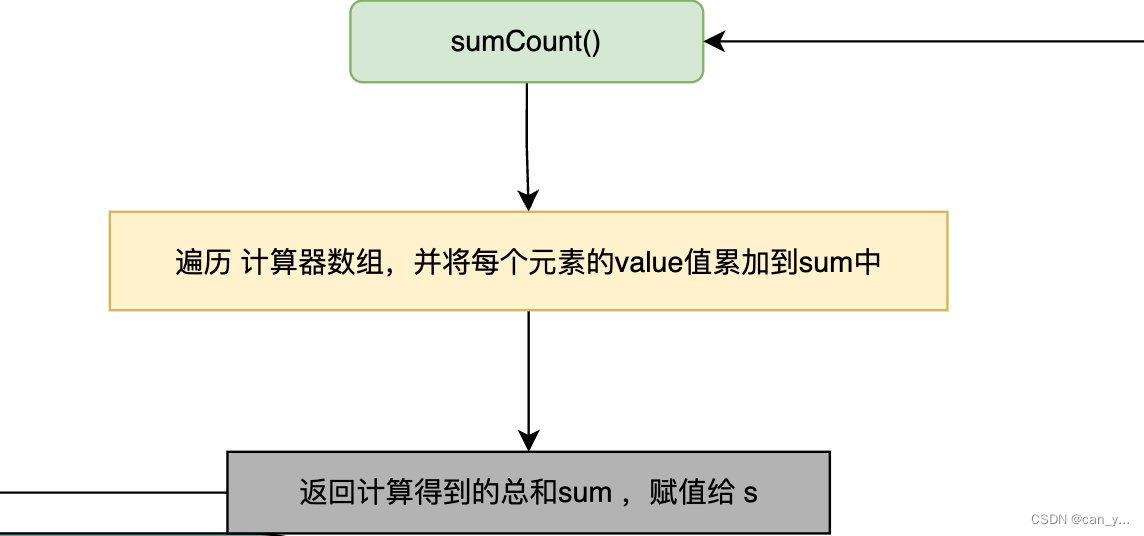 sumCount()
遍历 计算器数组，并将每个元素的value值累加到sum中
返回计算得到的总和sum ，赋值给 s
CSDN @can_y...